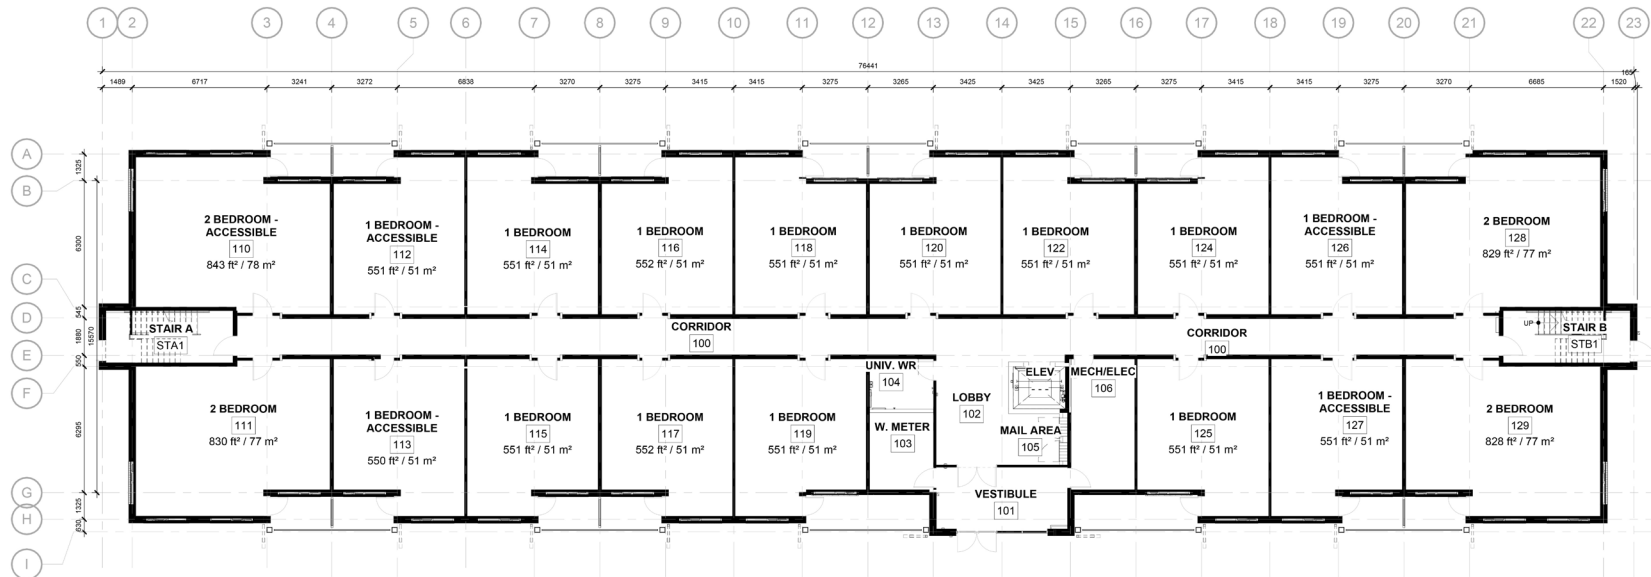 1 2 3 4 5 6 7 8 9 10 11 12 13 14 15 16 17 18 19 20 21 22 23
76441
1489 6717 3241 3272 6838 3270 3275 3415 3415 3275 3265 3425 3425 3265 3275 3415 3415 3275 3270 6685 1520 165
A
B
C
D
E
F
G
H
I
1325
6300
545
1880
550
6295
1325
630
15570
2 BEDROOM -
ACCESSIBLE
110
843 ft² / 78 m²
1 BEDROOM -
ACCESSIBLE
112
551 ft² / 51 m²
1 BEDROOM
114
551 ft² / 51 m²
1 BEDROOM
116
552 ft² / 51 m²
1 BEDROOM
118
551 ft² / 51 m²
1 BEDROOM
120
551 ft² / 51 m²
1 BEDROOM
122
551 ft² / 51 m²
1 BEDROOM
124
551 ft² / 51 m²
1 BEDROOM -
ACCESSIBLE
126
551 ft² / 51 m²
2 BEDROOM
128
829 ft² / 77 m²
STAIR A
STA1
CORRIDOR
100
CORRIDOR
100
UP
STAIR B
STB1
2 BEDROOM
111
830 ft² / 77 m²
1 BEDROOM -
ACCESSIBLE
113
550 ft² / 51 m²
1 BEDROOM
115
551 ft² / 51 m²
1 BEDROOM
117
552 ft² / 51 m²
1 BEDROOM
119
551 ft² / 51 m²
UNIV. WR
104
W. METER
103
LOBBY
102
ELEV
MAIL AREA
105
MECH/ELEC
106
VESTIBULE
101
1 BEDROOM
125
551 ft² / 51 m²
1 BEDROOM -
ACCESSIBLE
127
551 ft² / 51 m²
2 BEDROOM
129
828 ft² / 77 m²